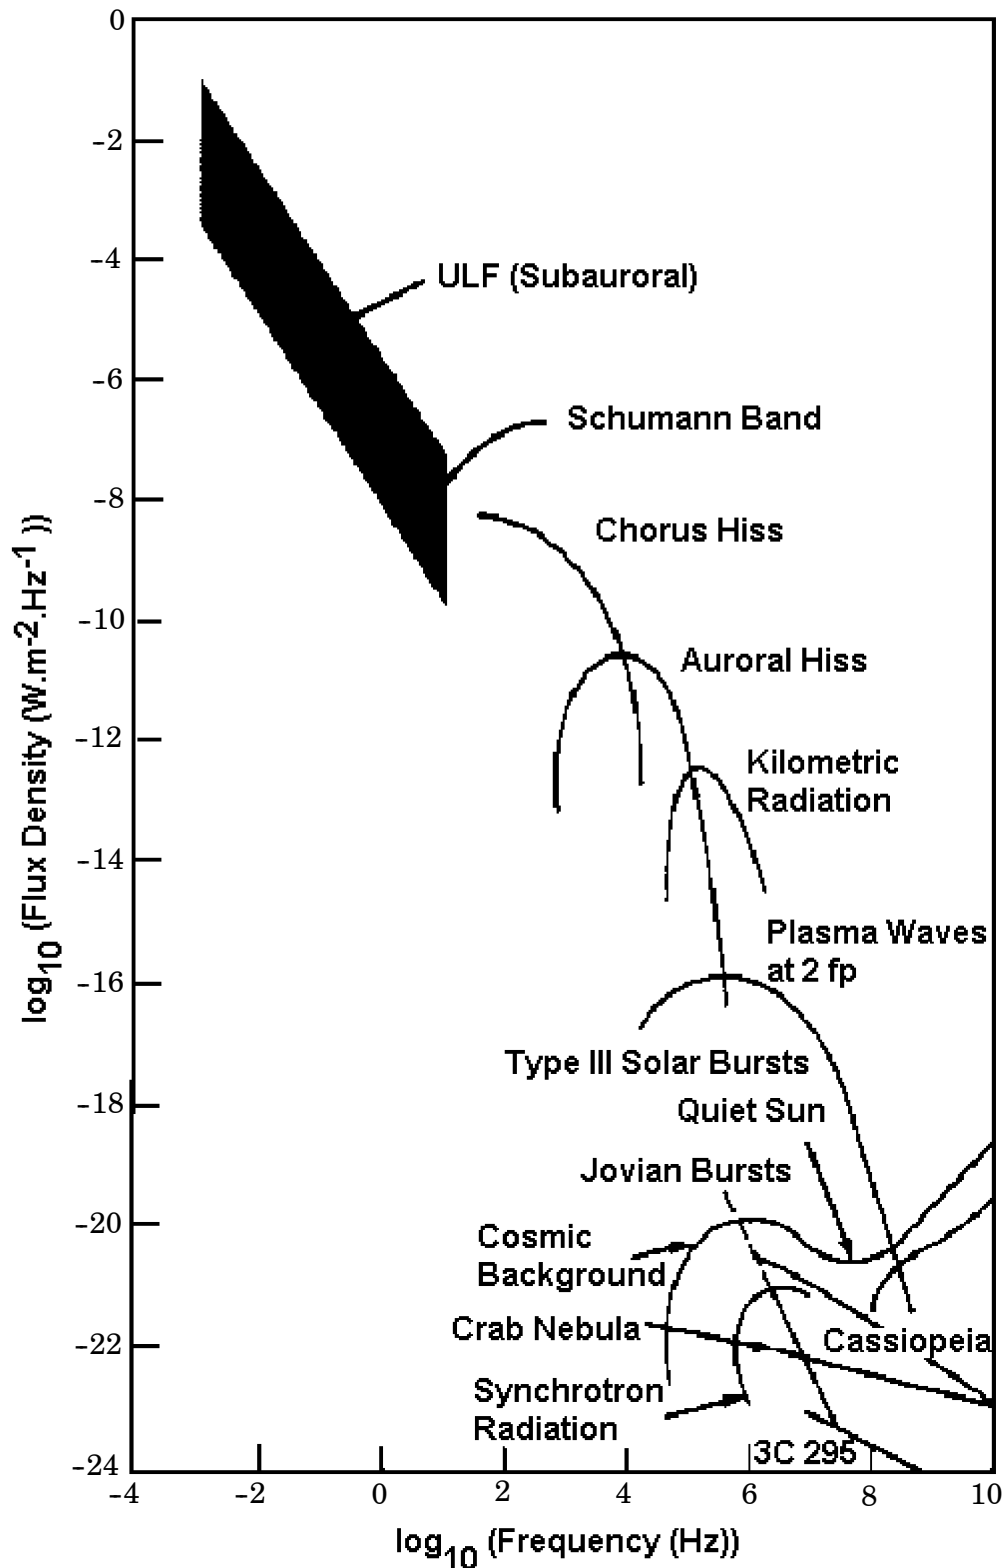 0
-2
-4
-6
-8
-10
-12
-14
-16
-18
-20
-22
-24
log10 (Flux Density (W.m-2.Hz-1 ))
ULF (Subauroral)
Schumann Band
Chorus Hiss
Auroral Hiss
Kilometric
Radiation
Plasma Waves
at 2 fp
Type III Solar Bursts
Quiet Sun
Jovian Bursts
Cosmic
Background
Crab Nebula
Cassiopeia
Synchrotron
Radiation
3C 295
-4 -2 0 2 4 6 8 10
log10 (Frequency (Hz))